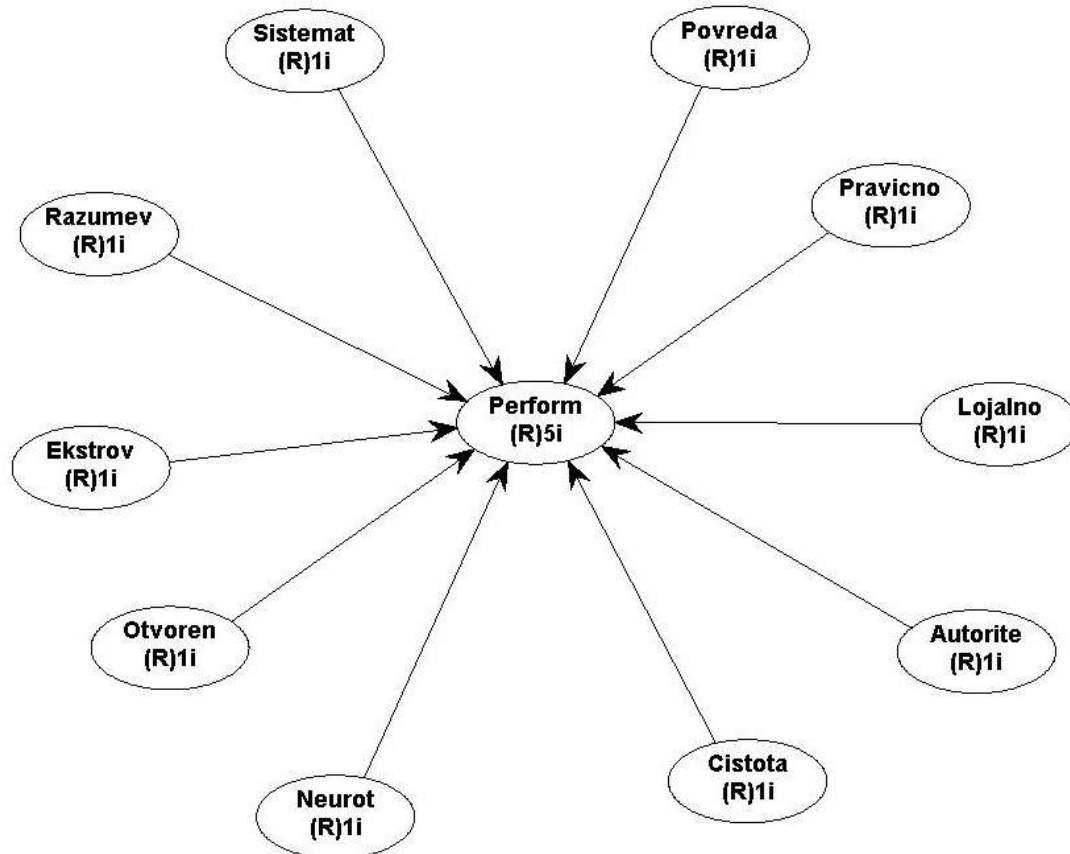 Sistemat
(R)1i
Povreda
(R)1i
Pravicno
(R)1i
Razumev
(R)1i
Perform
(R)5i
Lojalno
(R)1i
Ekstrov
(R)1i
Otvoren
(R)1i
Autorite
(R)1i
Cistota
(R)1i
Neurot
(R)1i